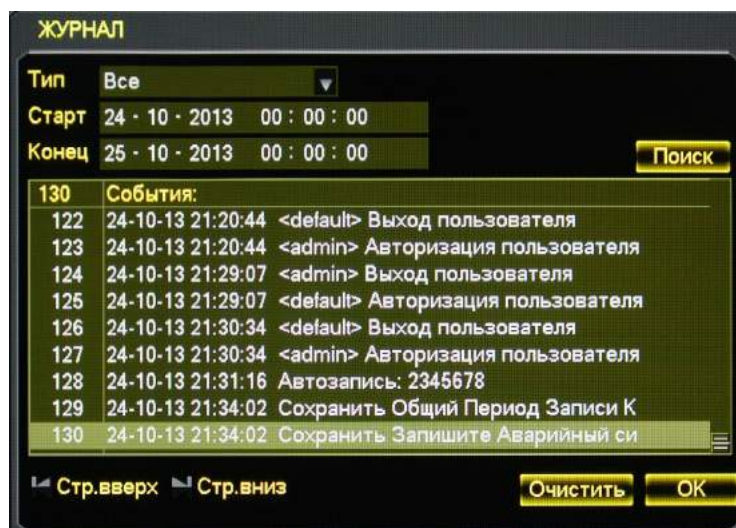 ЖУРНАЛ
Тип Все
Старт 24 - 10 - 2013 00 : 00 : 00
Конец 25 - 10 - 2013 00 : 00 : 00
Поиск
130 События:
122 24-10-13 21:20:44 <default> Выход пользователя
123 24-10-13 21:20:44 <admin> Авторизация пользователя
124 24-10-13 21:29:07 <admin> Выход пользователя
125 24-10-13 21:29:07 <default> Авторизация пользователя
126 24-10-13 21:30:34 <default> Выход пользователя
127 24-10-13 21:30:34 <admin> Авторизация пользователя
128 24-10-13 21:31:16 Автозапись: 2345678
129 24-10-13 21:34:02 Сохранить Общий Период Записи К
130 24-10-13 21:34:02 Сохранить Запишите Аварийный си
Стр.вверх Стр.вниз Очистить OK